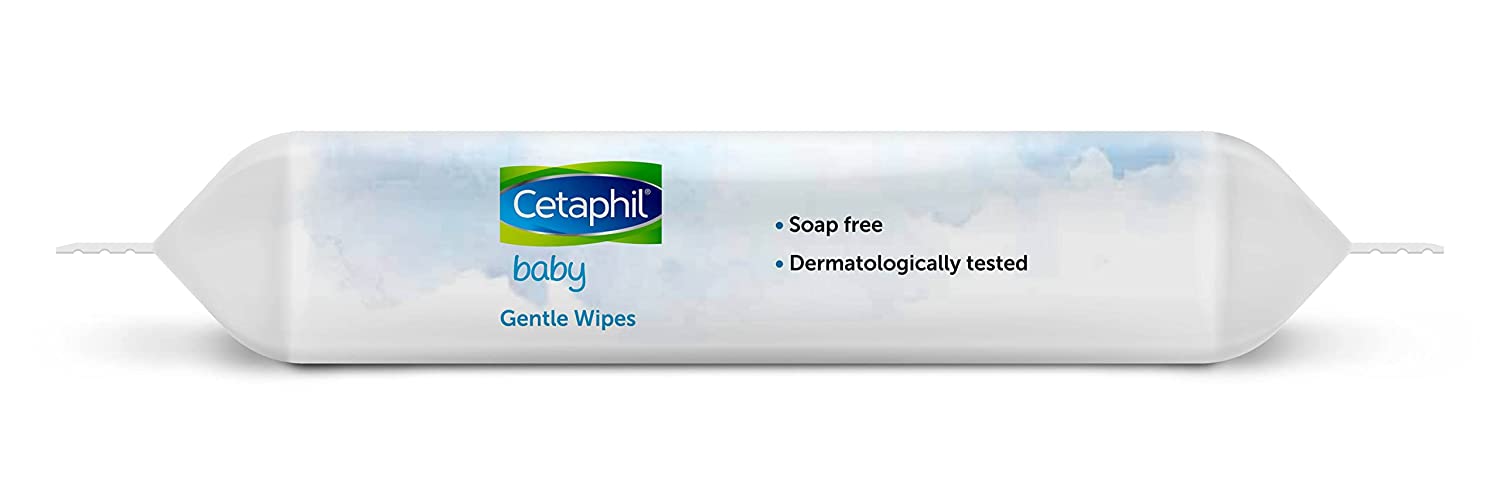 Cetaphil®
baby
Gentle Wipes
• Soap free
• Dermatologically tested